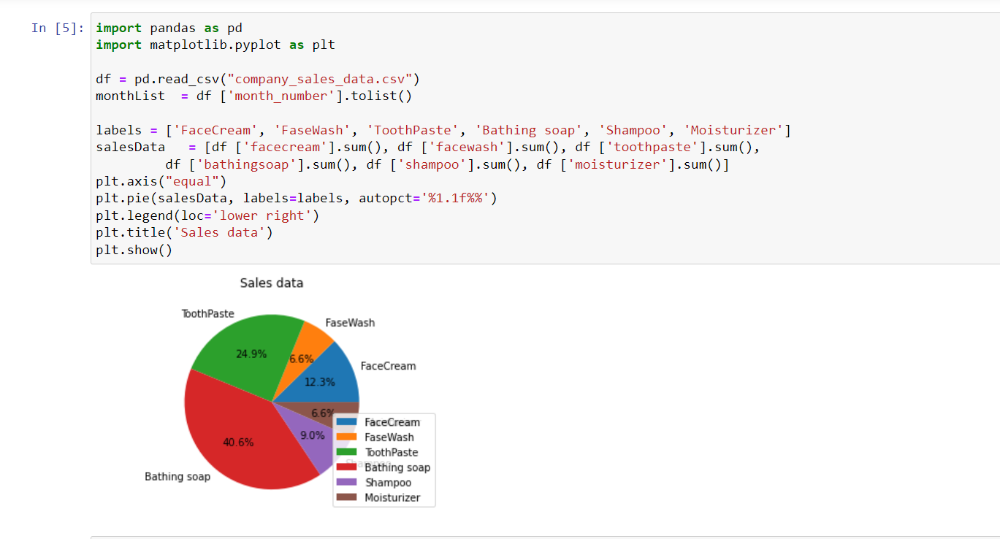 In [5]: import pandas as pd
import matplotlib.pyplot as plt
df = pd.read_csv("company_sales_data.csv")
monthList  = df ['month_number'].tolist()
labels = ['FaceCream', 'FaseWash', 'ToothPaste', 'Bathing soap', 'Shampoo', 'Moisturizer']
salesData   = [df ['facecream'].sum(), df ['facewash'].sum(), df ['toothpaste'].sum(),
         df ['bathingsoap'].sum(), df ['shampoo'].sum(), df ['moisturizer'].sum()]
plt.axis("equal")
plt.pie(salesData, labels=labels, autopct='%1.1f%%')
plt.legend(loc='lower right')
plt.title('Sales data')
plt.show()
Sales data
ToothPaste
FaseWash
24.9%
6.6%
FaceCream
12.3%
6.6%
9.0%
40.6%
Bathing soap
FaceCream
FaseWash
ToothPaste
Bathing soap
Shampoo
Moisturizer